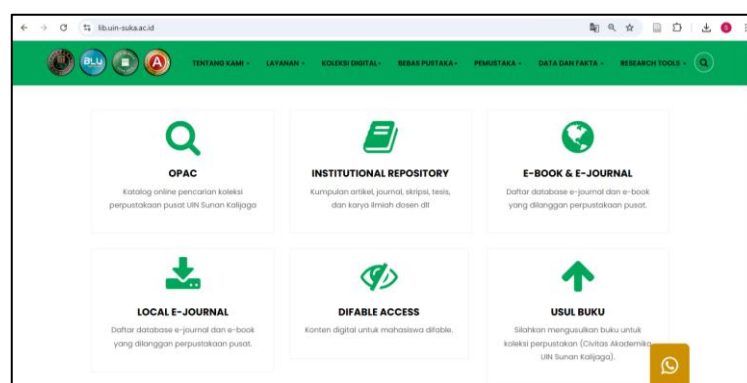 lib.uin-suka.ac.id
BLU A TENTANG KAMI LAYANAN KOLEKSI DIGITAL BEBAS PUSTAKA PEMUSTAKA DATA DAN FAKTA RESEARCH TOOLS
OPAC
Katalog online pencarian koleksi
perpustakaan pusat UIN Sunan Kalijaga
INSTITUTIONAL REPOSITORY
Kumpulan artikel, journal, skripsi, tesis,
dan karya ilmiah dosen dll
E-BOOK & E-JOURNAL
Daftar database e-journal dan e-book
yang dilanggan perpustakaan pusat.
LOCAL E-JOURNAL
Daftar database e-journal dan e-book
yang dilanggan perpustakaan pusat.
DIFABLE ACCESS
Konten digital untuk mahasiswa difable.
USUL BUKU
Silahkan mengusulkan buku untuk
koleksi perpustakan (Civitas Akademika
UIN Sunan Kalijaga).